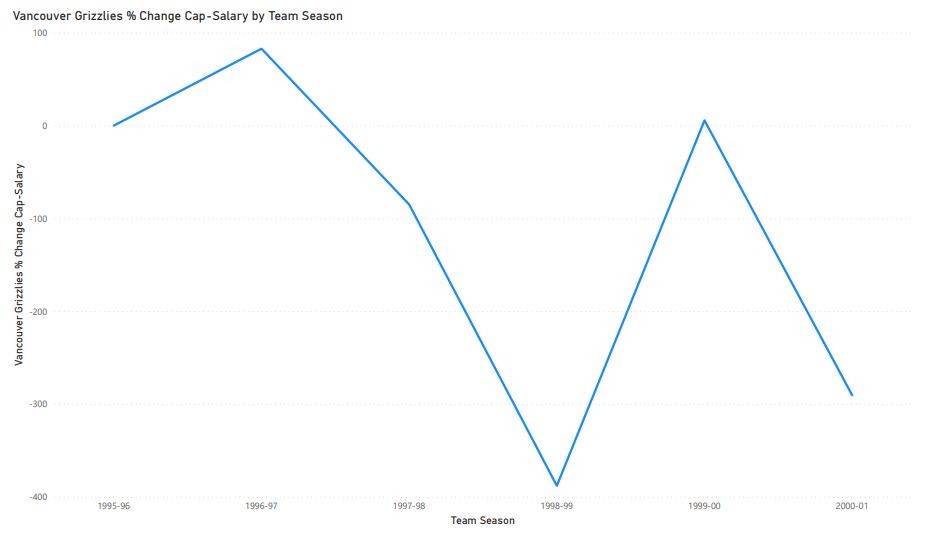 Vancouver Grizzlies % Change Cap-Salary by Team Season
100
0
-100
-200
-300
-400
Vancouver Grizzlies % Change Cap-Salary
1995-96 1996-97 1997-98 1998-99 1999-00 2000-01
Team Season